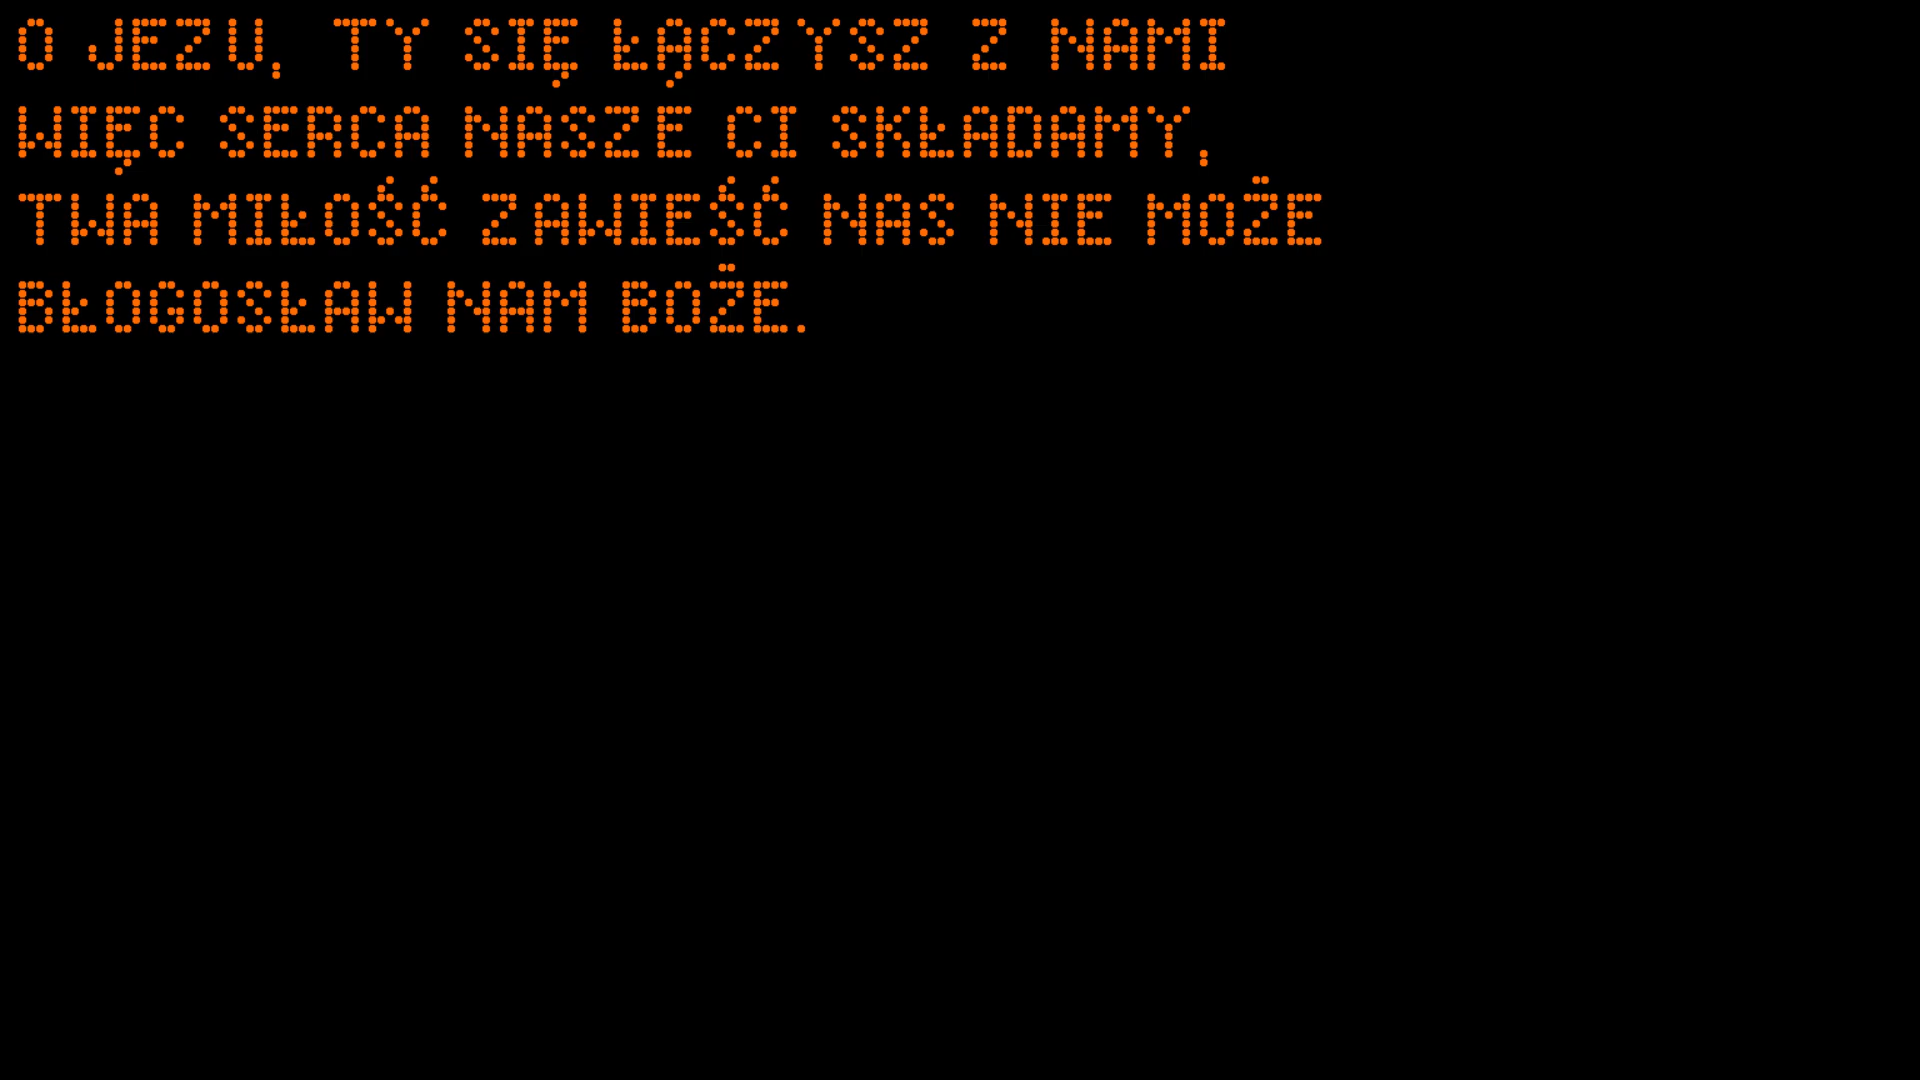 O JEZU, TY SIĘ ŁĄCZYSZ Z NAMI
WIĘC SERCA NASZE CI SKŁADAMY,
TWA MIŁOŚĆ ZAWIEŚĆ NAS NIE MOŻE
BŁOGOSŁAW NAM BOŻE.